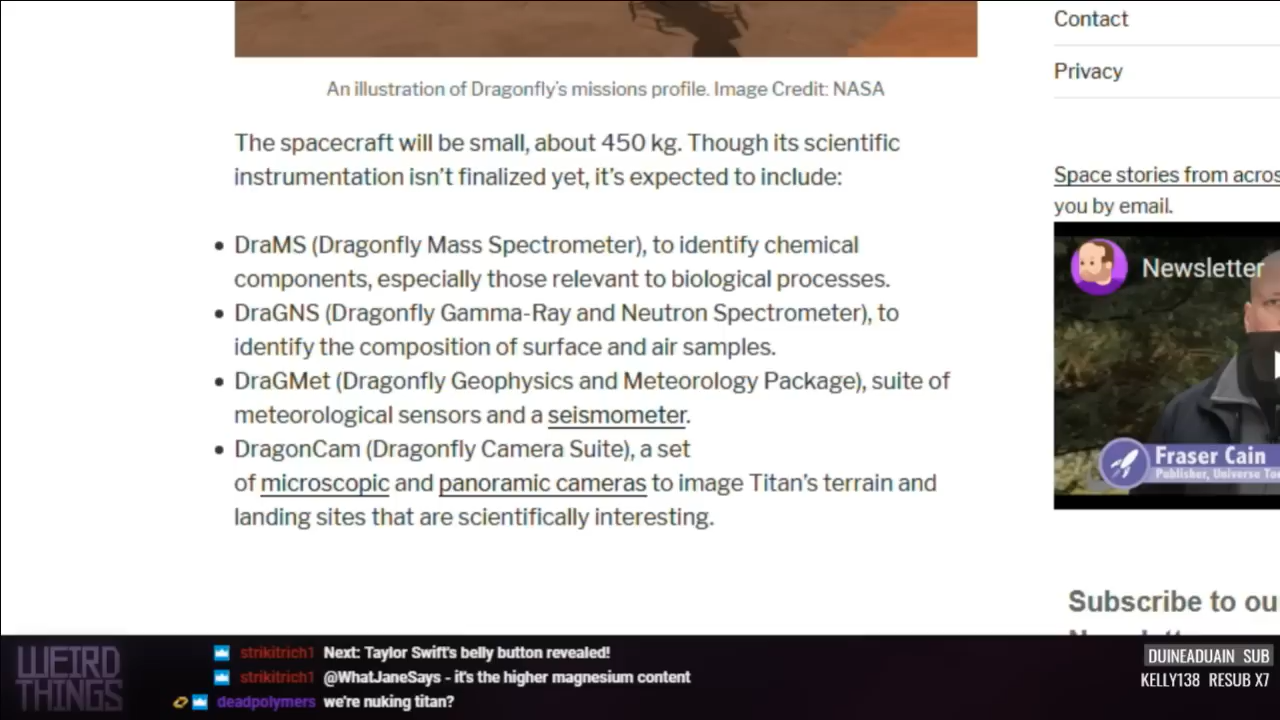 Contact
An illustration of Dragonfly's missions profile. Image Credit: NASA
Privacy
The spacecraft will be small, about 450 kg. Though its scientific
instrumentation isn't finalized yet, it's expected to include:
Space stories from
you by email.
• DraMS (Dragonfly Mass Spectrometer), to identify chemical
components, especially those relevant to biological processes.
• DraGNS (Dragonfly Gamma-Ray and Neutron Spectrometer), to
identify the composition of surface and air samples.
• DraGMet (Dragonfly Geophysics and Meteorology Package), suite of
meteorological sensors and a seismometer.
• DragonCam (Dragonfly Camera Suite), a set
of microscopic and panoramic cameras to image Titan's terrain and
landing sites that are scientifically interesting.
Newsletter
Fraser Cain
Publisher, Universe
Subscribe to
WEIRD
THINGS
strikitrich1 Next: Taylor Swift's belly button revealed!
strikitrich1 @WhatJaneSays - it's the higher magnesium content
deadpolymers we're nuking titan?
DUINEADUAIN SUB
KELLY138 RESUB X7